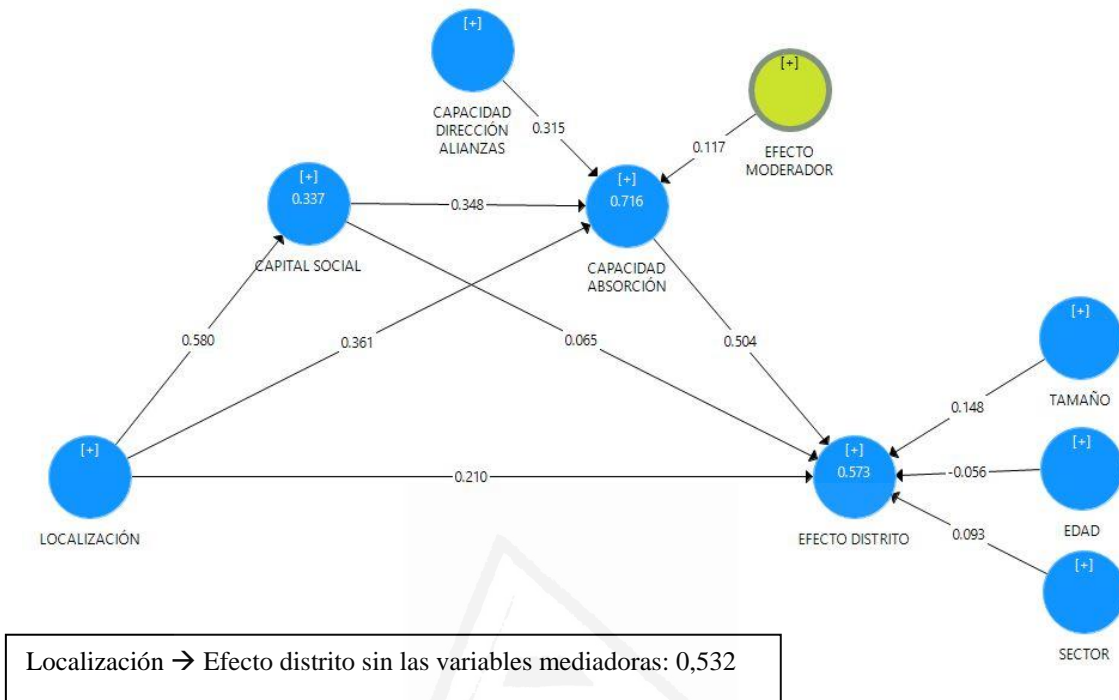 [+]
CAPACIDAD
DIRECCIÓN
ALIANZAS
[+]
EFECTO
MODERADOR
0.315
0.117
[+]
0.337
CAPITAL SOCIAL
0.348
[+]
0.716
CAPACIDAD
ABSORCIÓN
0.580
0.361
0.065
0.504
[+]
TAMAÑO
0.148
[+]
LOCALIZACIÓN
0.210
[+]
0.573
EFECTO DISTRITO
-0.056
[+]
EDAD
0.093
[+]
SECTOR
Localización → Efecto distrito sin las variables mediadoras: 0,532